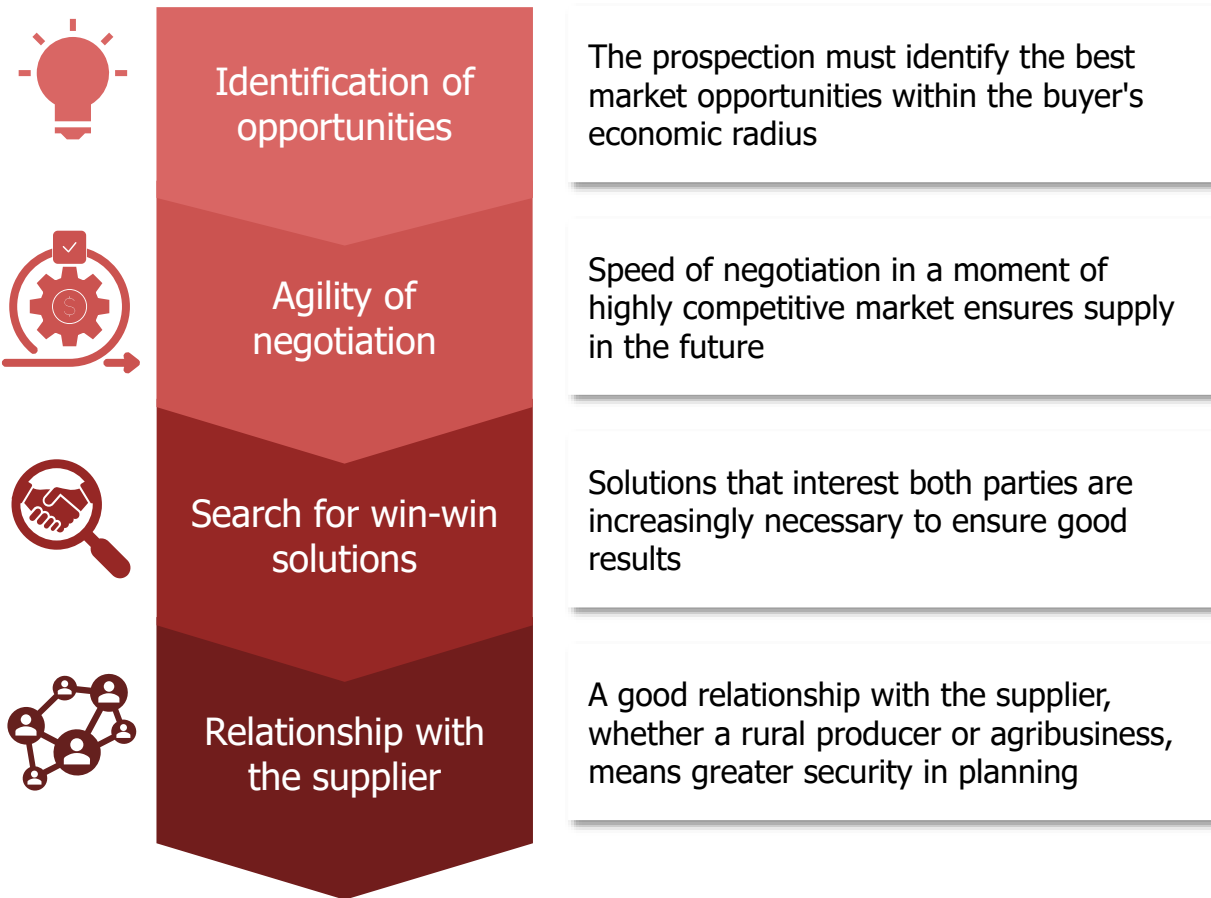 Identification of
opportunities
The prospection must identify the best
market opportunities within the buyer's
economic radius
Agility of
negotiation
$
Speed of negotiation in a moment of
highly competitive market ensures supply
in the future
Search for win-win
solutions
Solutions that interest both parties are
increasingly necessary to ensure good
results
Relationship with
the supplier
A good relationship with the supplier,
whether a rural producer or agribusiness,
means greater security in planning